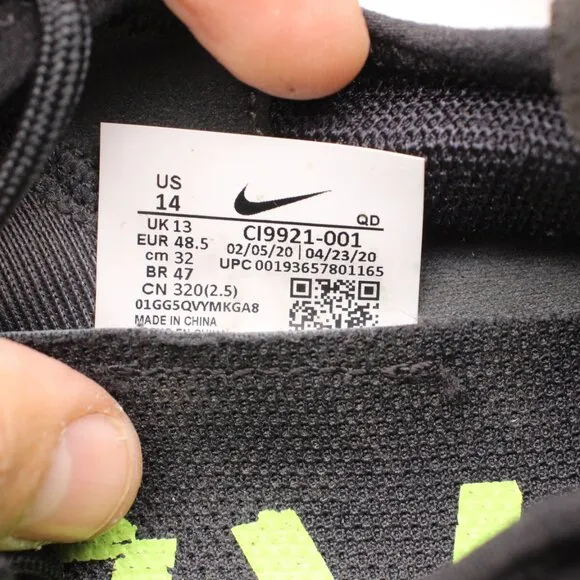 US
14
QD
UK 13
CI9921-001
EUR 48.5
02/05/20 | 04/23/20
cm 32
UPC 00193657801165
BR 47
CN 320(2.5)
01GG5QVYMKGA8
MADE IN CHINA